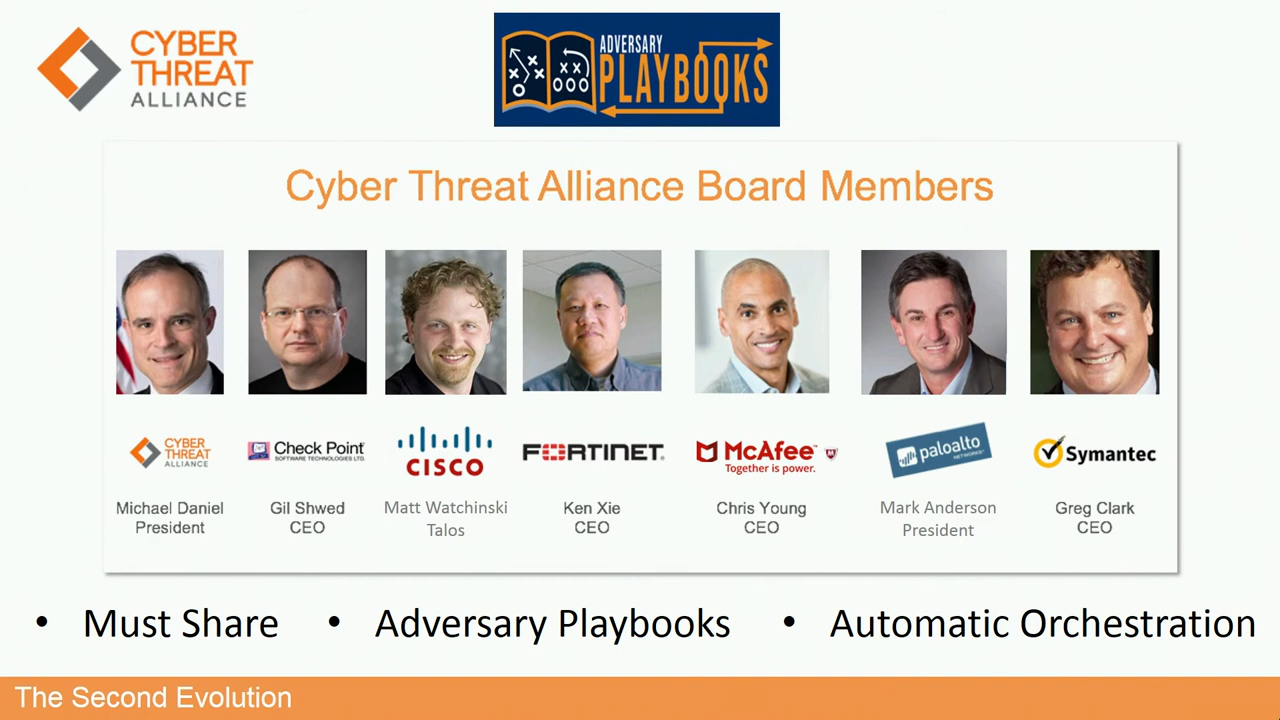 CYBER
THREAT
ALLIANCE
ADVERSARY
PLAYBOOKS
Cyber Threat Alliance Board Members
CYBER
THREAT
ALLIANCE
Check Point
SOFTWARE TECHNOLOGIES LTD.
CISCO
FORTINET
McAfee™
Together is power.
paloalto
NETWORKS
Symantec
Michael Daniel
President
Gil Shwed
CEO
Matt Watchinski
Talos
Ken Xie
CEO
Chris Young
CEO
Mark Anderson
President
Greg Clark
CEO
• Must Share • Adversary Playbooks • Automatic Orchestration
The Second Evolution